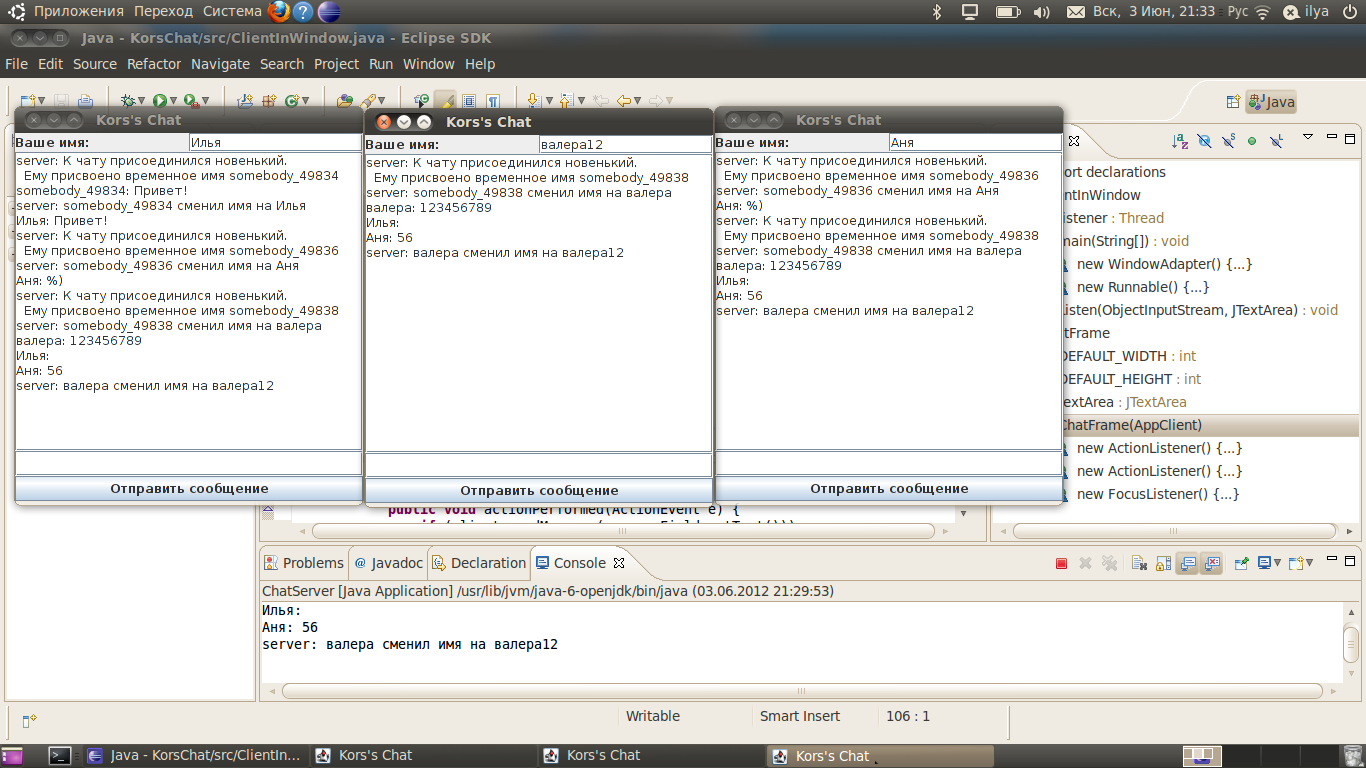 Приложения Переход Система
Вск, 3 Июн, 21:33 Рус ilya
Java - KorsChat/src/ClientInWindow.java - Eclipse SDK
File Edit Source Refactor Navigate Search Project Run Window Help
Java
Kors's Chat
Ваше имя: Илья
server: К чату присоединился новенький.
Ему присвоено временное имя somebody_49834
somebody_49834: Привет!
server: somebody_49834 сменил имя на Илья
Илья: Привет!
server: К чату присоединился новенький.
Ему присвоено временное имя somebody_49836
server: somebody_49836 сменил имя на Аня
Аня: %)
server: К чату присоединился новенький.
Ему присвоено временное имя somebody_49838
server: somebody_49838 сменил имя на валера
валера: 123456789
Илья:
Аня: 56
server: валера сменил имя на валера12
Отправить сообщение
Kors's Chat
Ваше имя: валера12
server: К чату присоединился новенький.
Ему присвоено временное имя somebody_49838
server: somebody_49838 сменил имя на валера
валера: 123456789
Илья:
Аня: 56
server: валера сменил имя на валера12
Отправить сообщение
Kors's Chat
Ваше имя: Аня
server: К чату присоединился новенький.
Ему присвоено временное имя somebody_49836
server: somebody_49836 сменил имя на Аня
Аня: %)
server: К чату присоединился новенький.
Ему присвоено временное имя somebody_49838
server: somebody_49838 сменил имя на валера
валера: 123456789
Илья:
Аня: 56
server: валера сменил имя на валера12
Отправить сообщение
ort declarations
ntInWindow
istener : Thread
main(String[]) : void
new WindowAdapter() {...}
new Runnable() {...}
isten(ObjectInputStream, JTextArea) : void
tFrame
DEFAULT_WIDTH : int
DEFAULT_HEIGHT : int
extArea : JTextArea
ChatFrame(AppClient)
new ActionListener() {...}
new ActionListener() {...}
new FocusListener() {...}
public void actionPerformed(ActionEvent e) {
Problems @ Javadoc Declaration Console
ChatServer [Java Application] /usr/lib/jvm/java-6-openjdk/bin/java (03.06.2012 21:29:53)
Илья:
Аня: 56
server: валера сменил имя на валера12
Writable Smart Insert 106 : 1
Java - KorsChat/src/ClientIn... Kors's Chat Kors's Chat Kors's Chat